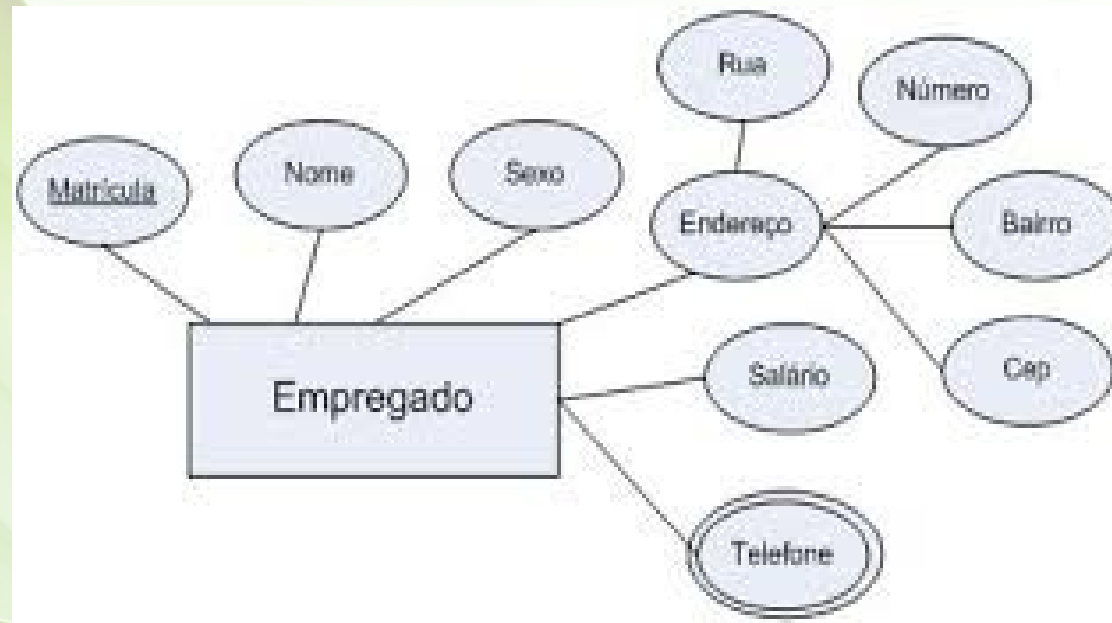 Rua
Número
Matrícula
Nome
Sexo
Endereço
Bairro
Empregado
Salário
Cep
Telefone